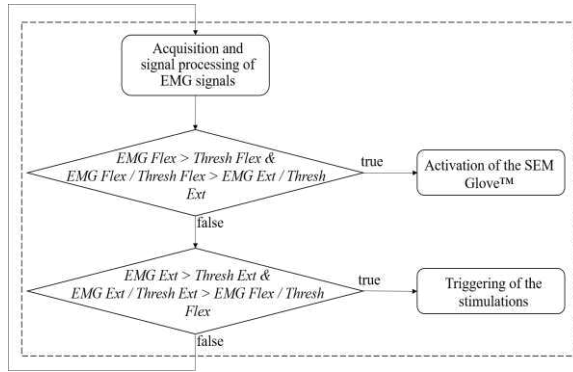 Acquisition and
signal processing of
EMG signals
EMG Flex > Thresh Flex &
EMG Flex / Thresh Flex > EMG Ext / Thresh
Ext
true
Activation of the SEM
Glove™
false
EMG Ext > Thresh Ext &
EMG Ext / Thresh Ext > EMG Flex / Thresh
Flex
true
Triggering of the
stimulations
false